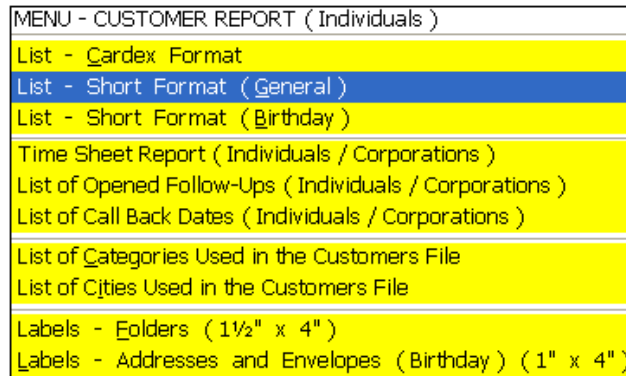 MENU - CUSTOMER REPORT ( Individuals )
List - Cardex Format
List - Short Format ( General )
List - Short Format ( Birthday )
Time Sheet Report ( Individuals / Corporations )
List of Opened Follow-Ups ( Individuals / Corporations )
List of Call Back Dates ( Individuals / Corporations )
List of Categories Used in the Customers File
List of Cities Used in the Customers File
Labels - Folders ( 1½" x 4" )
Labels - Addresses and Envelopes ( Birthday ) ( 1" x 4" )